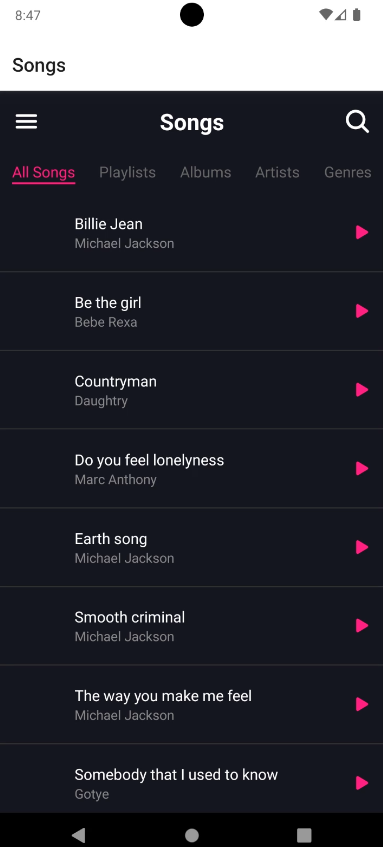 8:47
Songs
Songs
All Songs Playlists Albums Artists Genres
Billie Jean
Michael Jackson
Be the girl
Bebe Rexa
Countryman
Daughtry
Do you feel lonelyness
Marc Anthony
Earth song
Michael Jackson
Smooth criminal
Michael Jackson
The way you make me feel
Michael Jackson
Somebody that I used to know
Gotye